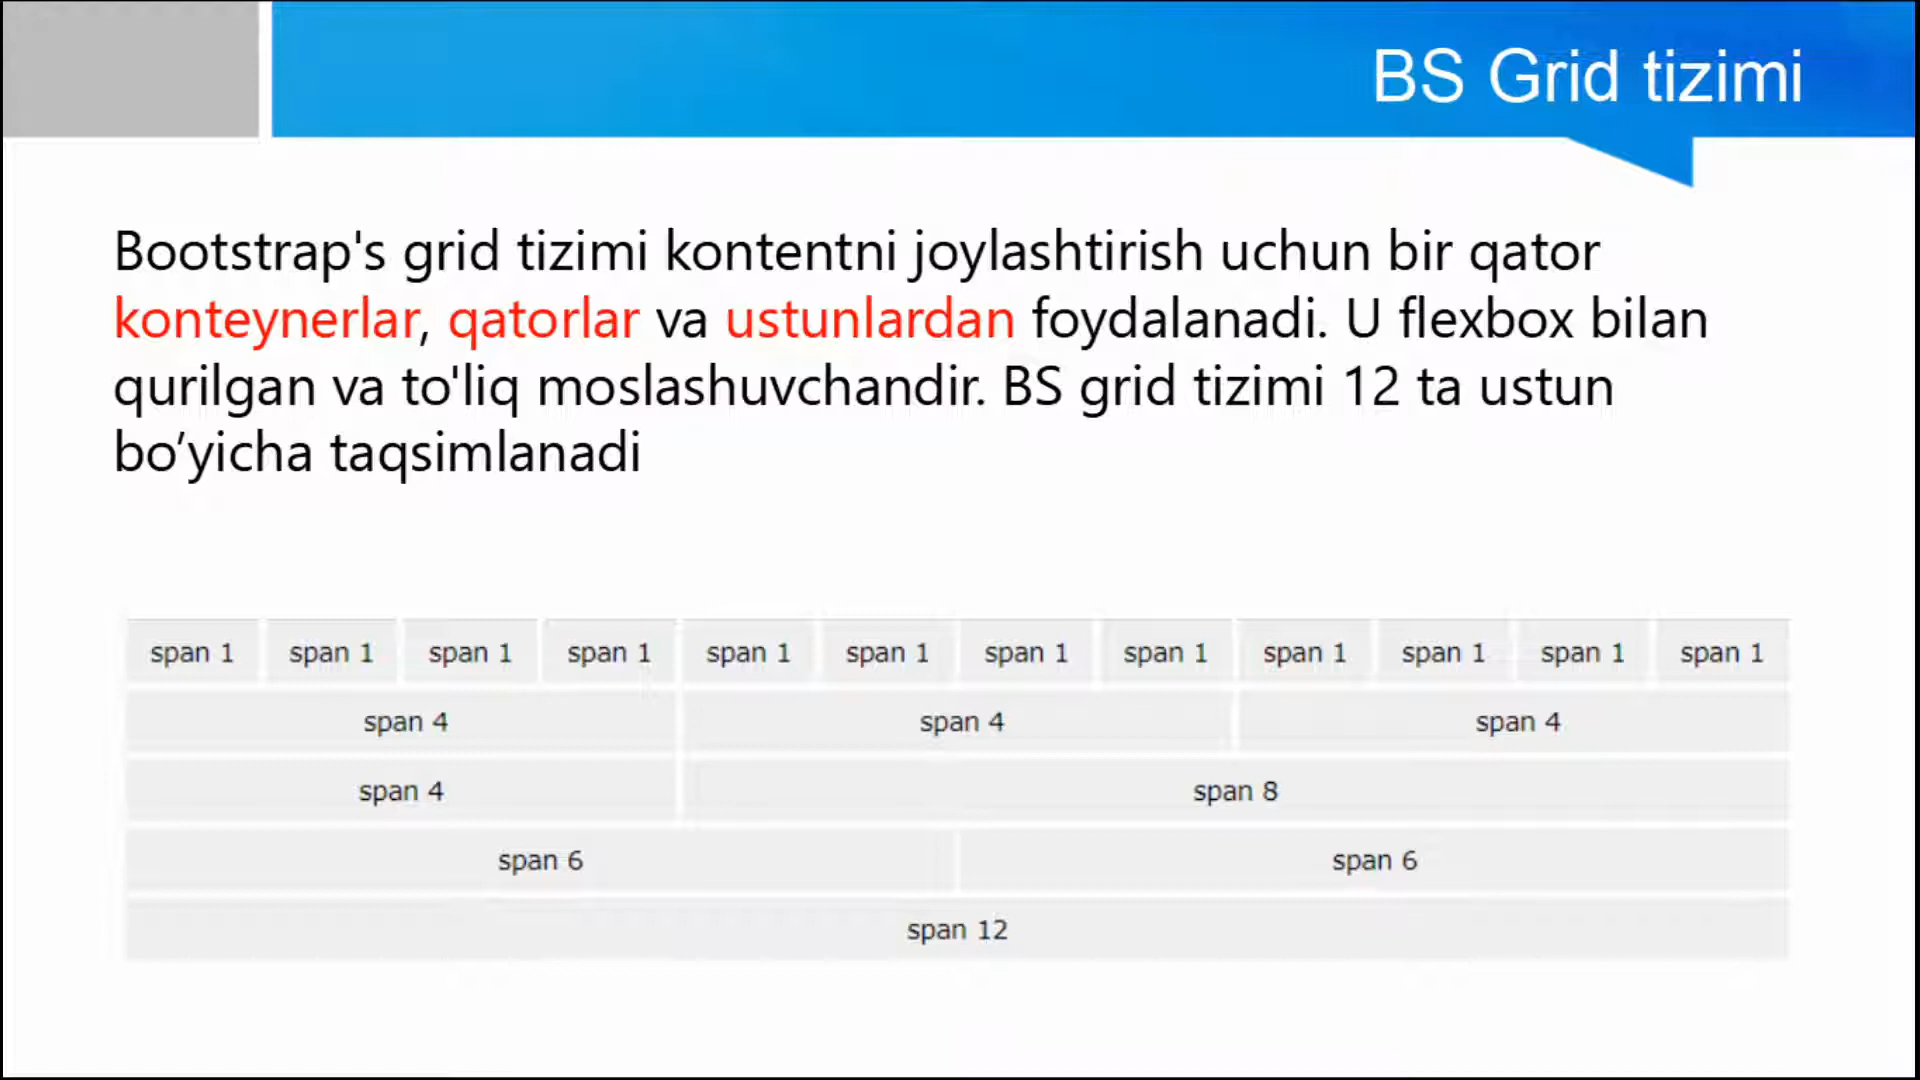 BS Grid tizimi
Bootstrap's grid tizimi kontentni joylashtirish uchun bir qator
konteynerlar, qatorlar va ustunlardan foydalanadi. U flexbox bilan
qurilgan va to'liq moslashuvchandir. BS grid tizimi 12 ta ustun
bo’yicha taqsimlanadi
span 1 span 1 span 1 span 1 span 1 span 1 span 1 span 1 span 1 span 1 span 1 span 1
span 4 span 4 span 4
span 4 span 8
span 6 span 6
span 12